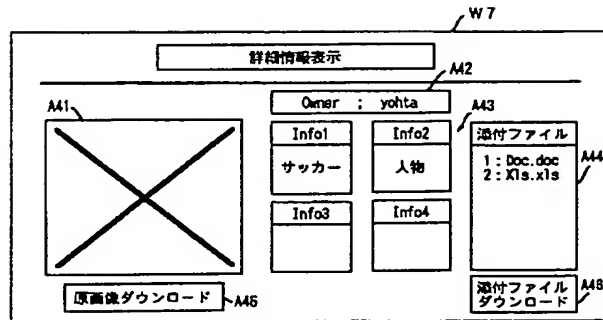 W7
詳細情報表示
A42
Owner ; yohta
A41
A43
Info1
サッカー
Info2
人物
添付ファイル
1:Doc.doc
2:Xls.xls
A44
Info3
Info4
原画像ダウンロード
A45
添付ファイル
ダウンロード
A46